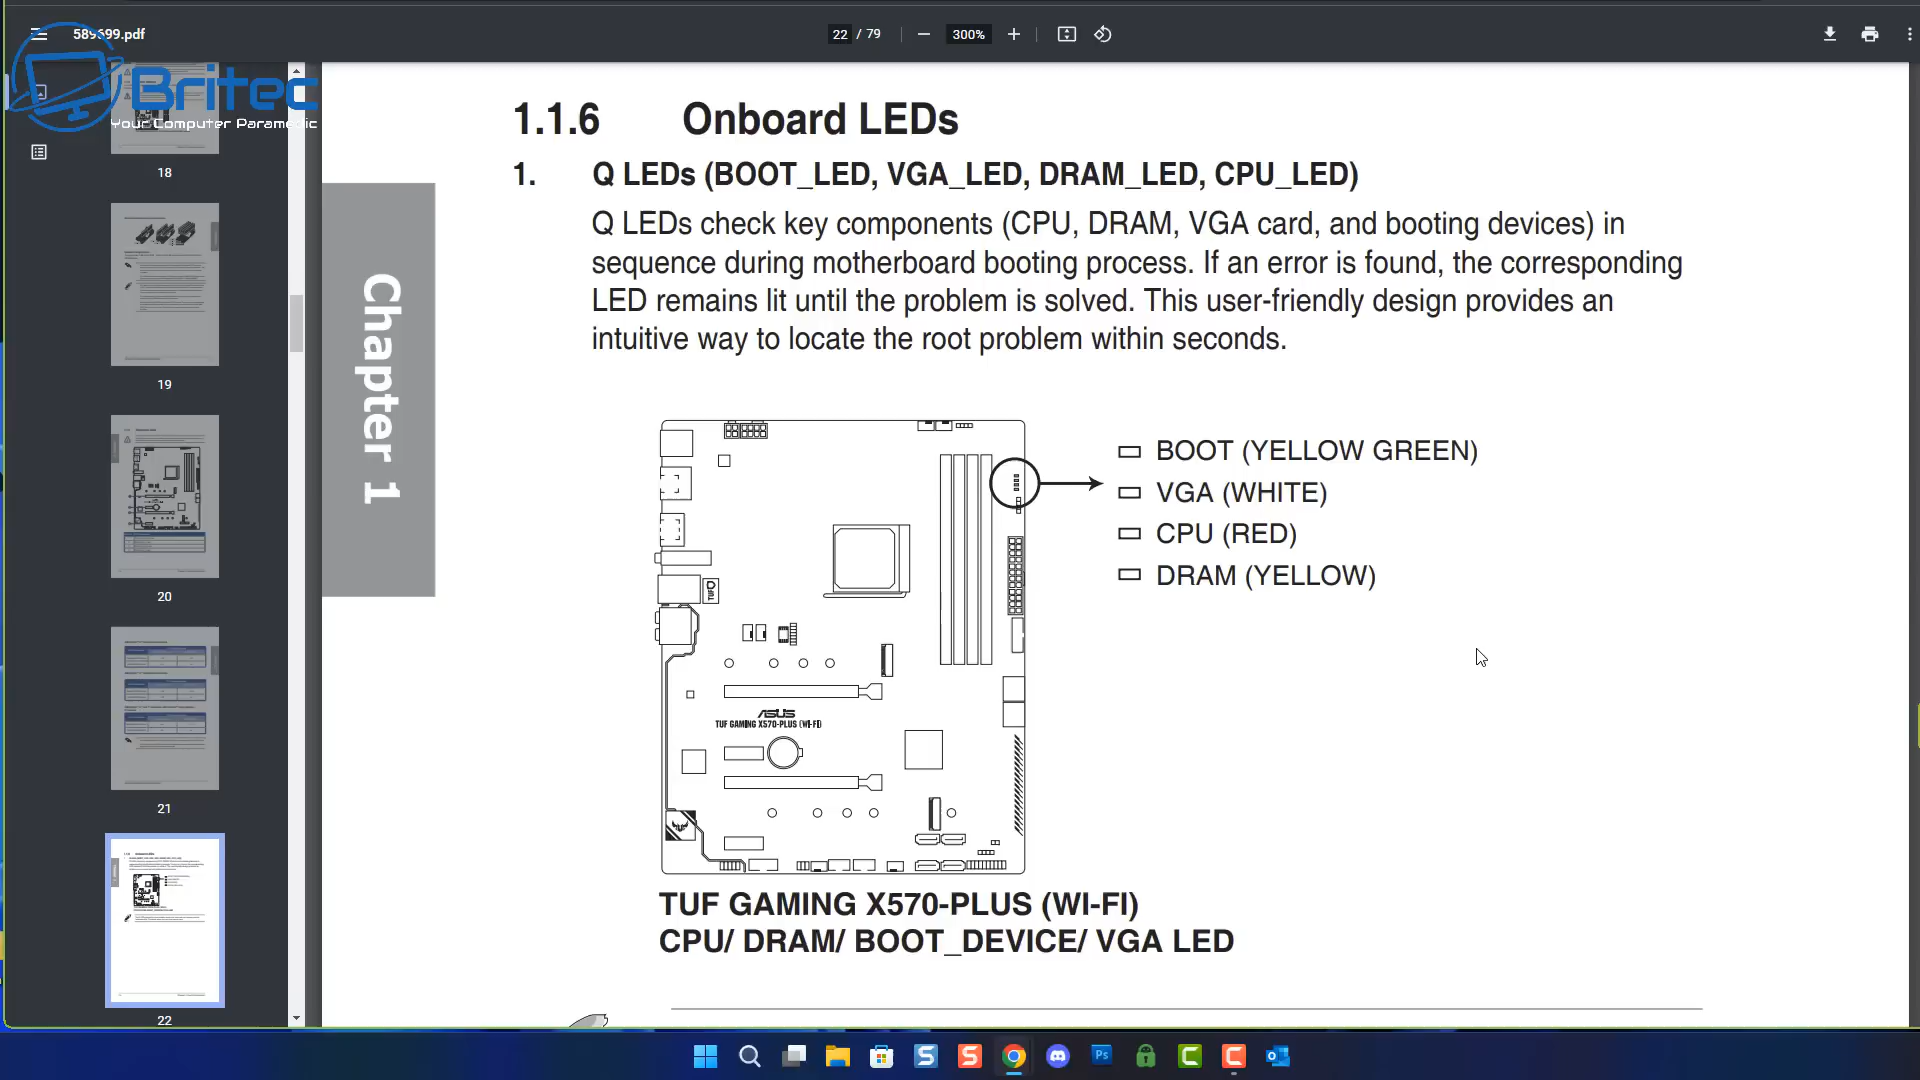 589699.pdf
22 / 79
300%
Britec
Your Computer Paramedic
18
19
20
21
22
Chapter 1
1.1.6 Onboard LEDs
1. Q LEDs (BOOT_LED, VGA_LED, DRAM_LED, CPU_LED)
Q LEDs check key components (CPU, DRAM, VGA card, and booting devices) in
sequence during motherboard booting process. If an error is found, the corresponding
LED remains lit until the problem is solved. This user-friendly design provides an
intuitive way to locate the root problem within seconds.
BOOT (YELLOW GREEN)
VGA (WHITE)
CPU (RED)
DRAM (YELLOW)
ASUS
TUF GAMING X570-PLUS (WI-FI)
TUF GAMING X570-PLUS (WI-FI)
CPU/ DRAM/ BOOT_DEVICE/ VGA LED